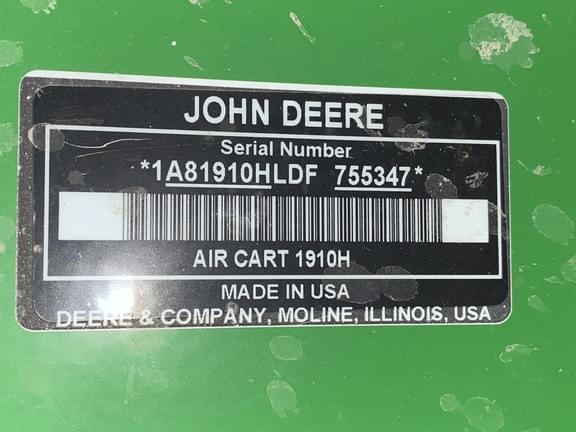 JOHN DEERE
Serial Number
*1A81910HLDF 755347*
AIR CART 1910H
MADE IN USA
DEERE & COMPANY, MOLINE, ILLINOIS, USA